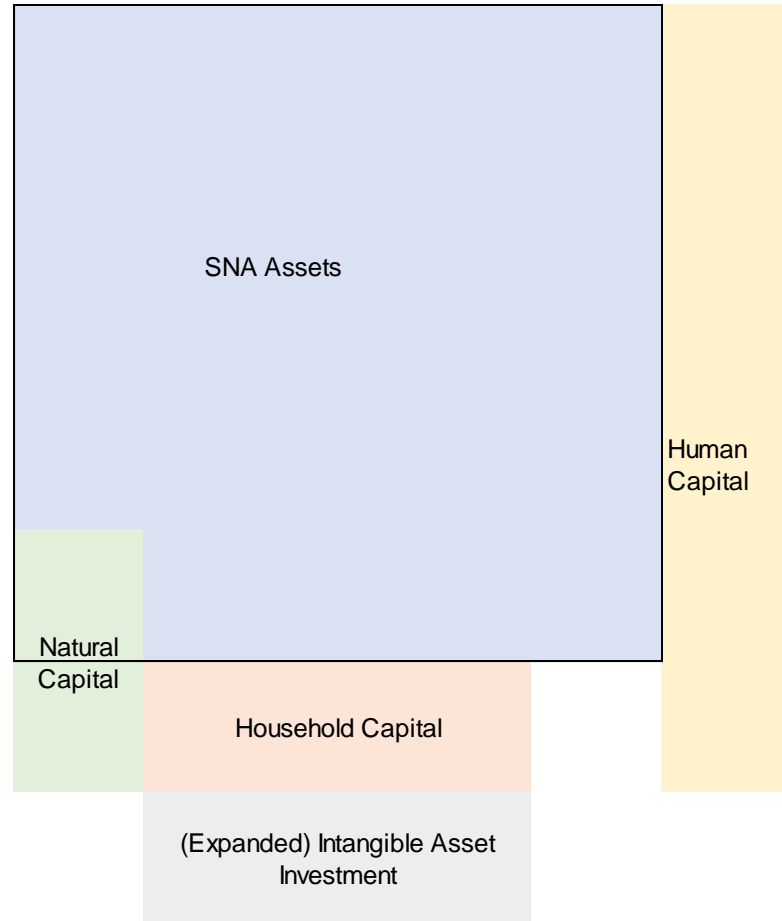 SNA Assets
Human
Capital
Natural
Capital
Household Capital
(Expanded) Intangible Asset
Investment